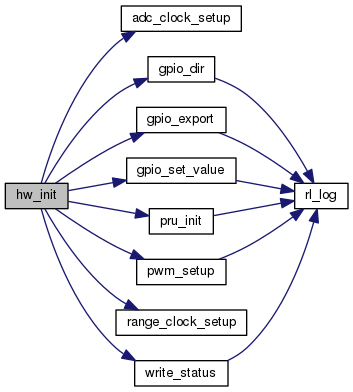 adc_clock_setup
gpio_dir
gpio_export
gpio_set_value
hw_init
rl_log
pru_init
pwm_setup
range_clock_setup
write_status